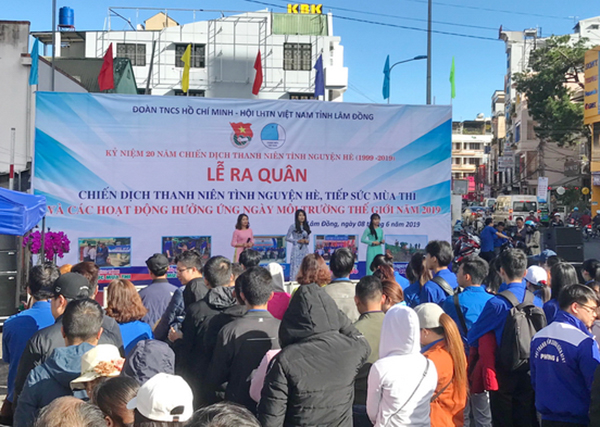 KBK
ĐOÀN TNCS HỒ CHÍ MINH - HỘI LHTN VIỆT NAM TỈNH LÂM ĐỒNG
KỶ NIỆM 20 NĂM CHIẾN DỊCH THANH NIÊN TÌNH NGUYỆN HÈ (1999 -2019)
LỄ RA QUÂN
CHIẾN DỊCH THANH NIÊN TÌNH NGUYỆN HÈ, TIẾP SỨC MÙA THI
VÀ CÁC HOẠT ĐỘNG HƯỞNG ỨNG NGÀY MÔI TRƯỜNG THẾ GIỚI NĂM 2019
Lâm Đồng, ngày 08 tháng 6 năm 2019